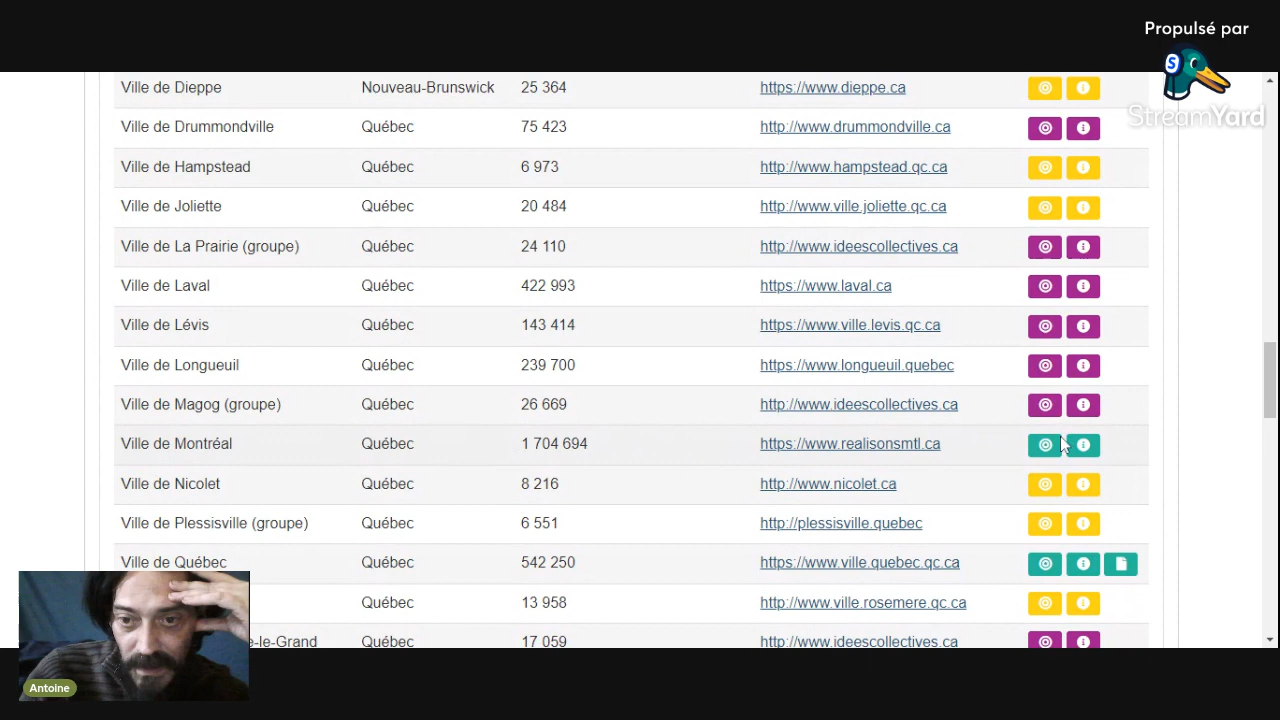 Propulsé par
StreamYard
Ville de Dieppe Nouveau-Brunswick 25 364 https://www.dieppe.ca
Ville de Drummondville Québec 75 423 http://www.drummondville.ca
Ville de Hampstead Québec 6 973 http://www.hampstead.qc.ca
Ville de Joliette Québec 20 484 http://www.ville.joliette.qc.ca
Ville de La Prairie (groupe) Québec 24 110 http://www.ideescollectives.ca
Ville de Laval Québec 422 993 https://www.laval.ca
Ville de Lévis Québec 143 414 https://www.ville.levis.qc.ca
Ville de Longueuil Québec 239 700 https://www.longueuil.quebec
Ville de Magog (groupe) Québec 26 669 http://www.ideescollectives.ca
Ville de Montréal Québec 1 704 694 https://www.realisonsmtl.ca
Ville de Nicolet Québec 8 216 http://www.nicolet.ca
Ville de Plessisville (groupe) Québec 6 551 http://plessisville.quebec
Ville de Québec Québec 542 250 https://www.ville.quebec.qc.ca
Québec 13 958 http://www.ville.rosemere.qc.ca
e-le-Grand Québec 17 059 http://www.ideescollectives.ca
Antoine